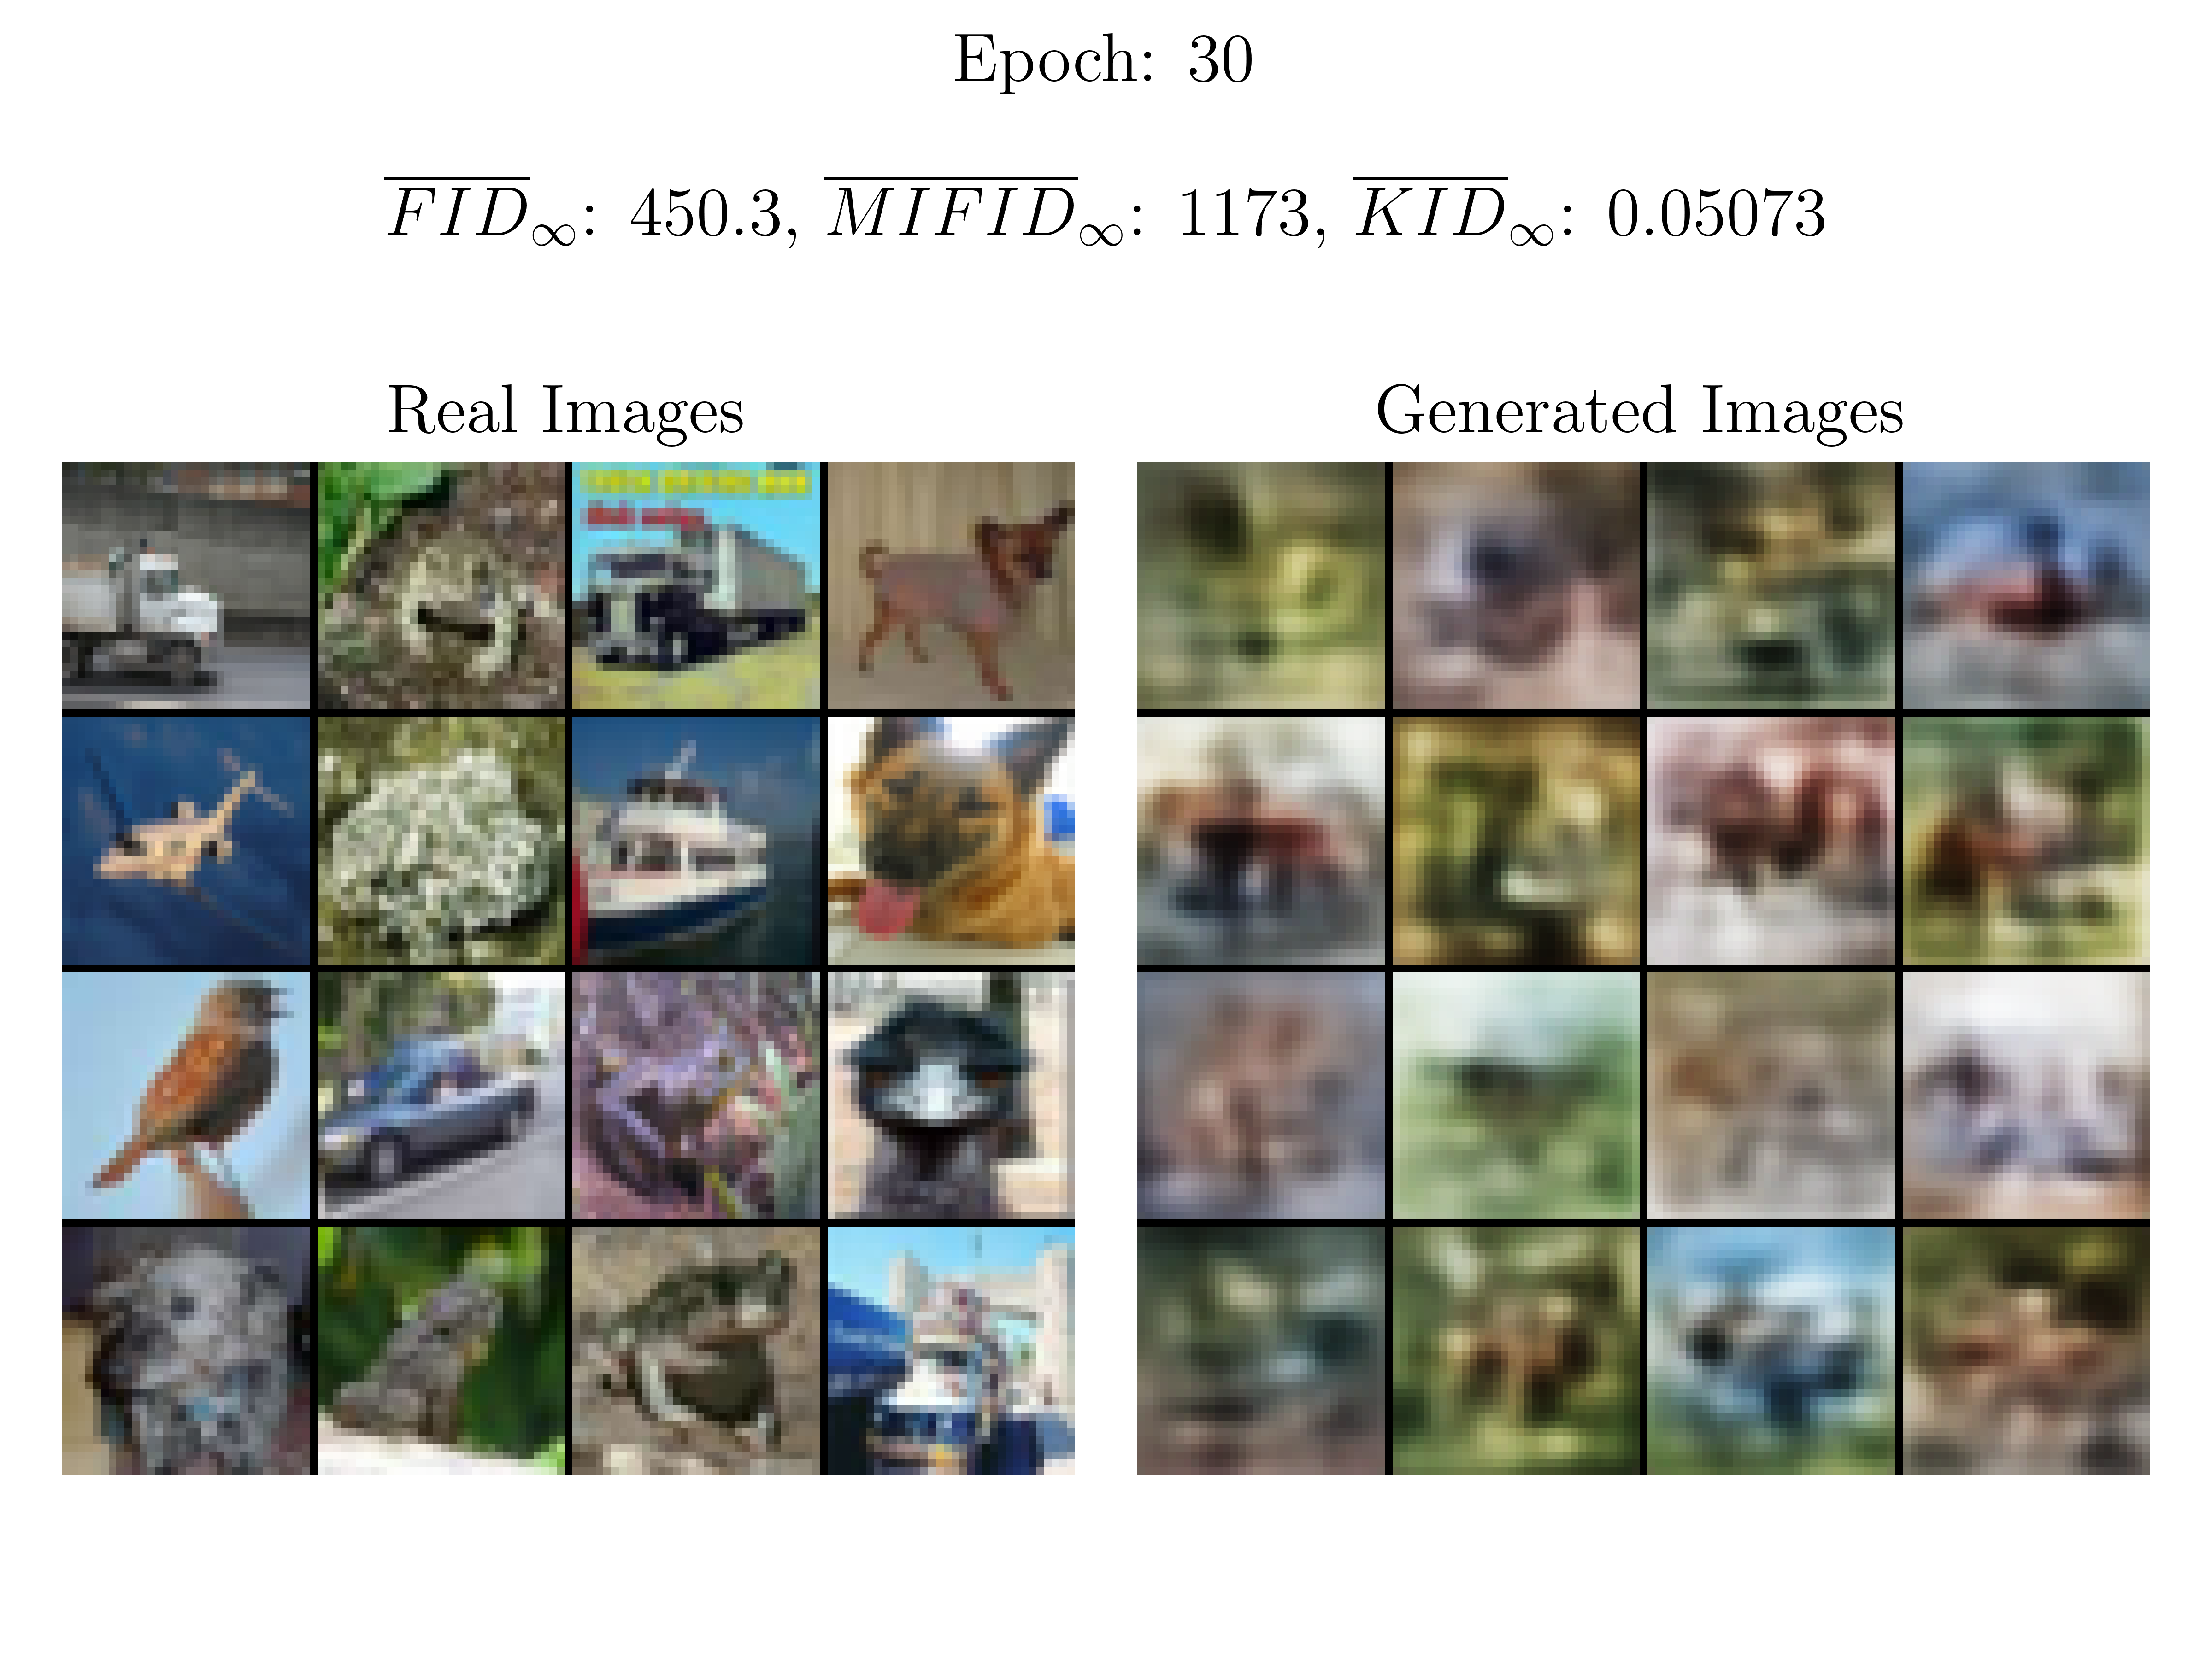 Epoch: 30
FID∞: 450.3, MIFID∞: 1173, KID∞: 0.05073
Real Images
Generated Images